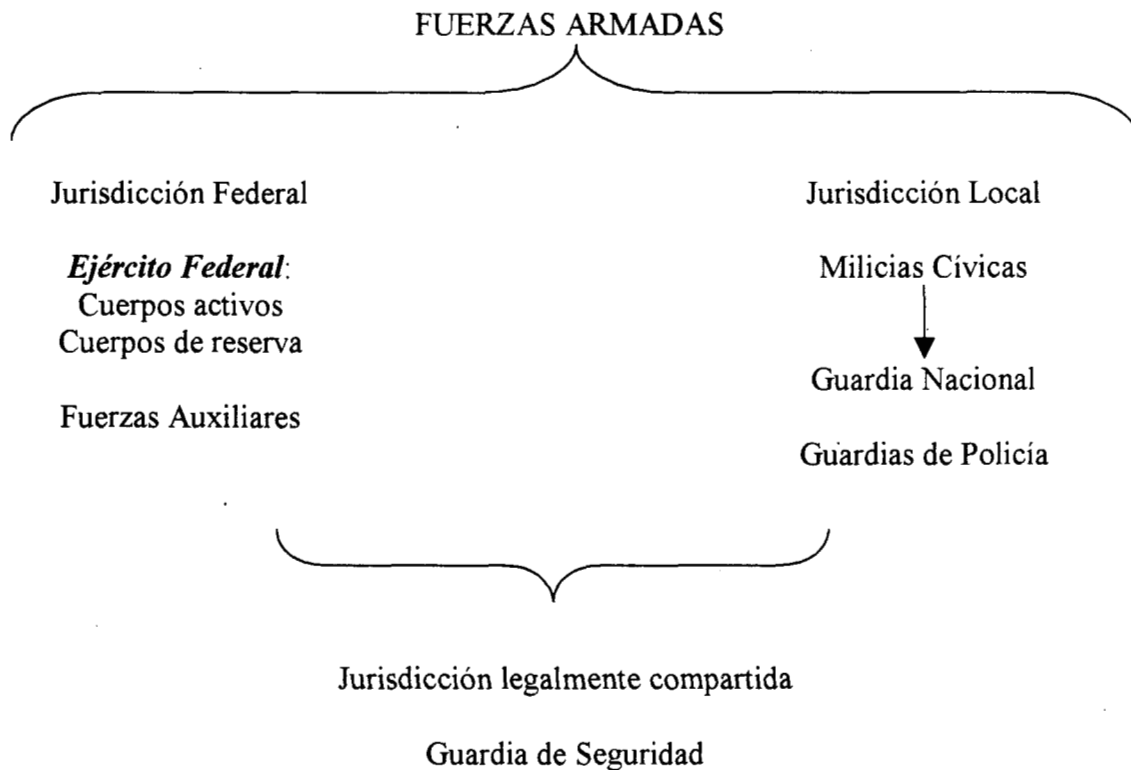 FUERZAS ARMADAS
Jurisdicción Federal
Ejército Federal:
Cuerpos activos
Cuerpos de reserva
Fuerzas Auxiliares
Jurisdicción Local
Milicias Cívicas
Guardia Nacional
Guardias de Policía
Jurisdicción legalmente compartida
Guardia de Seguridad